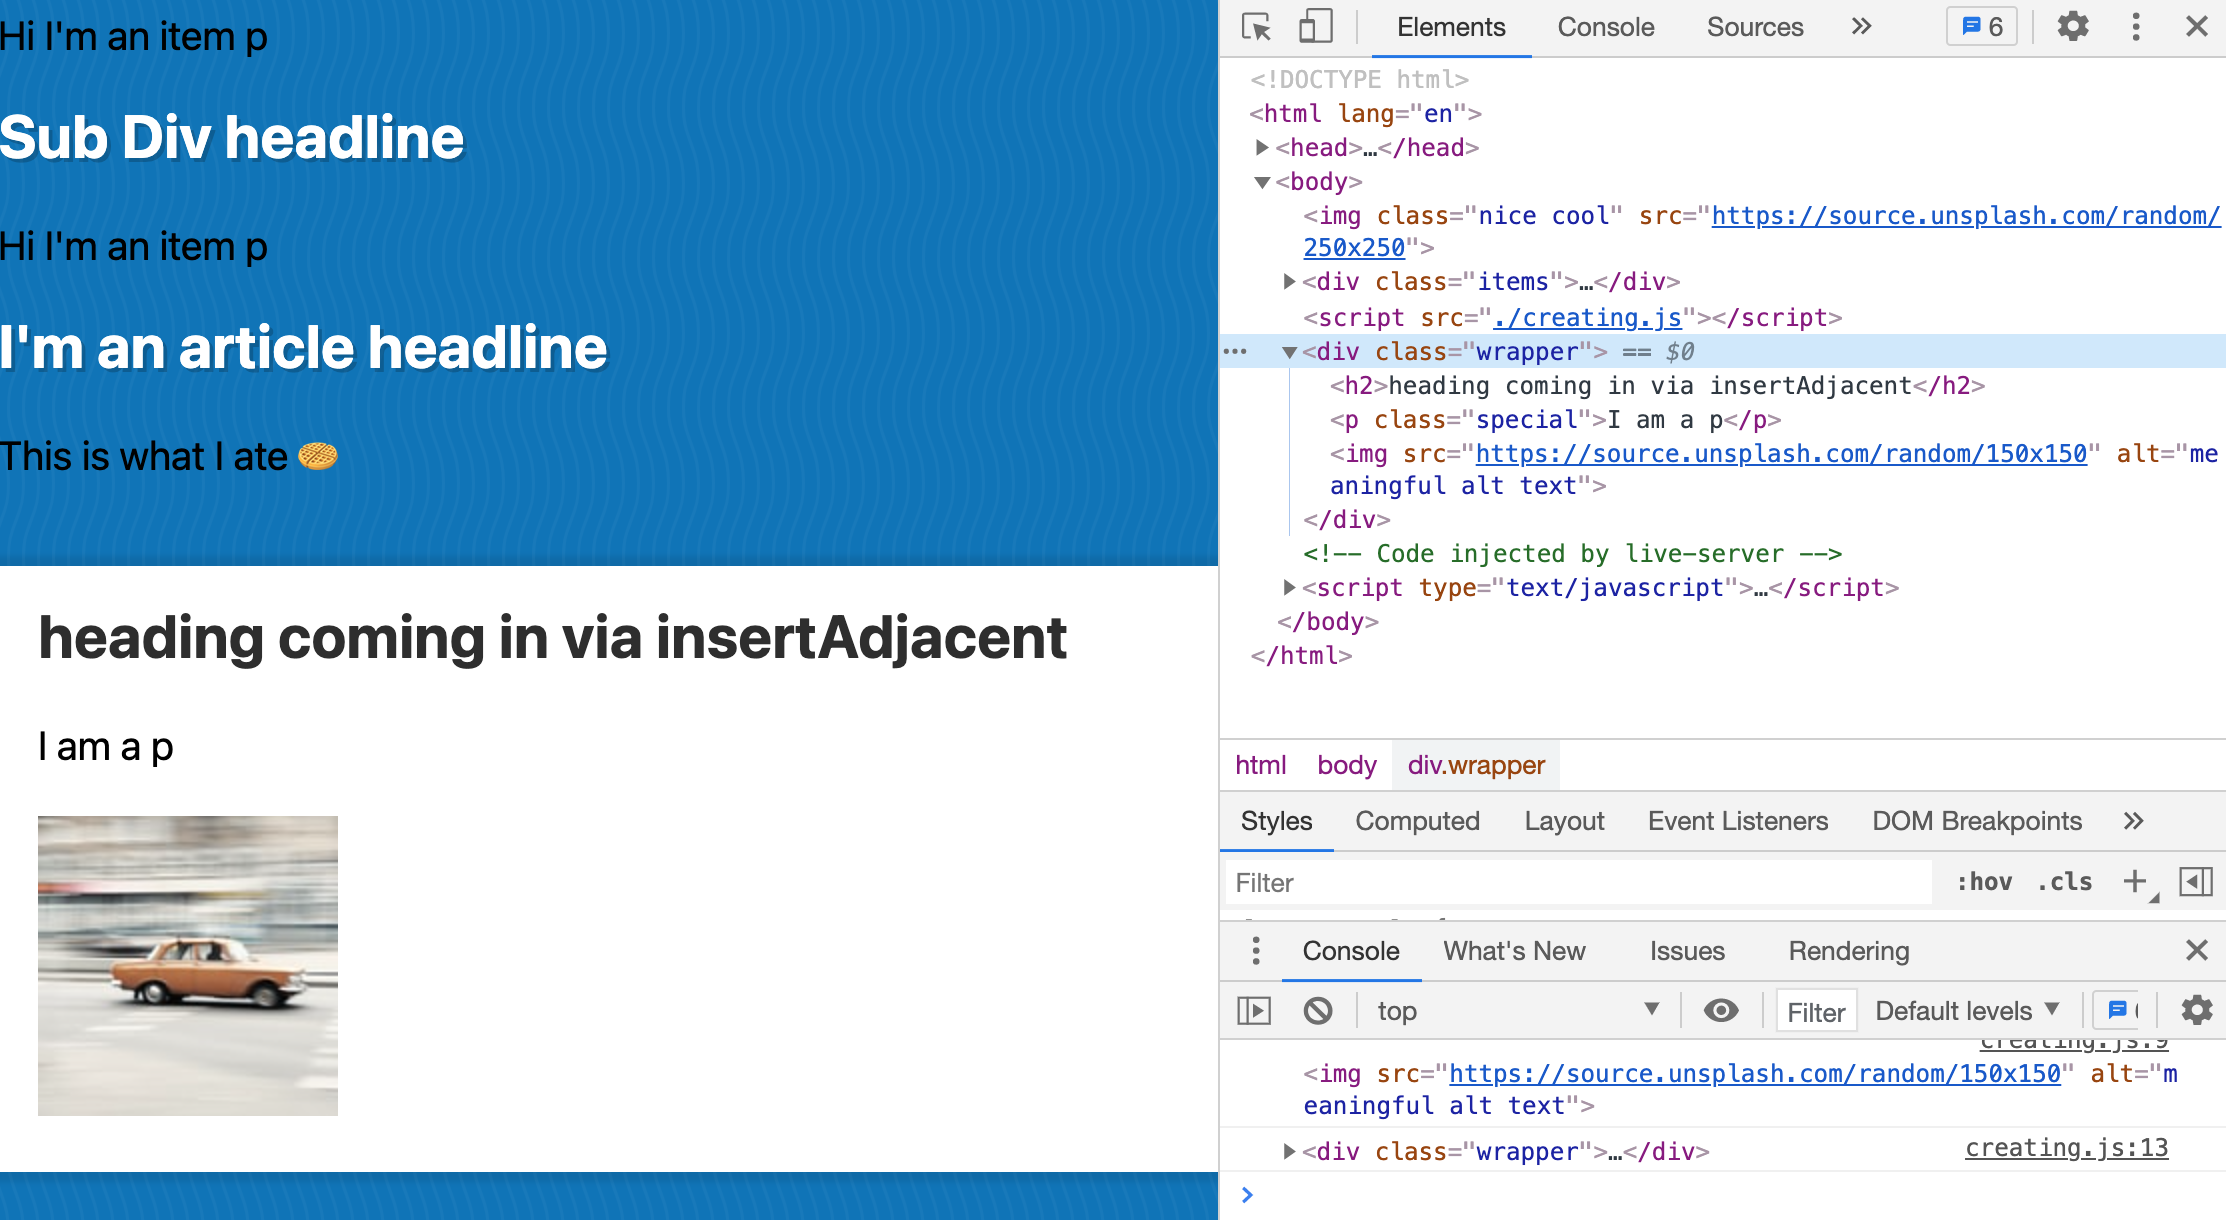 Hi I'm an item p
Sub Div headline
Hi I'm an item p
I'm an article headline
This is what I ate 🥧
heading coming in via insertAdjacent
I am a p
Elements Console Sources » 6
<!DOCTYPE html>
<html lang="en">
<head>…</head>
<body>
<img class="nice cool" src="https://source.unsplash.com/random/
250x250">
<div class="items">…</div>
<script src="./creating.js"></script>
<div class="wrapper"> == $0
<h2>heading coming in via insertAdjacent</h2>
<p class="special">I am a p</p>
<img src="https://source.unsplash.com/random/150x150" alt="me
aningful alt text">
</div>
<!-- Code injected by live-server -->
<script type="text/javascript">…</script>
</body>
</html>
html body div.wrapper
Styles Computed Layout Event Listeners DOM Breakpoints »
Filter :hov .cls +
Console What's New Issues Rendering
top Filter Default levels
creating.js:9
<img src="https://source.unsplash.com/random/150x150" alt="m
eaningful alt text">
<div class="wrapper">…</div> creating.js:13